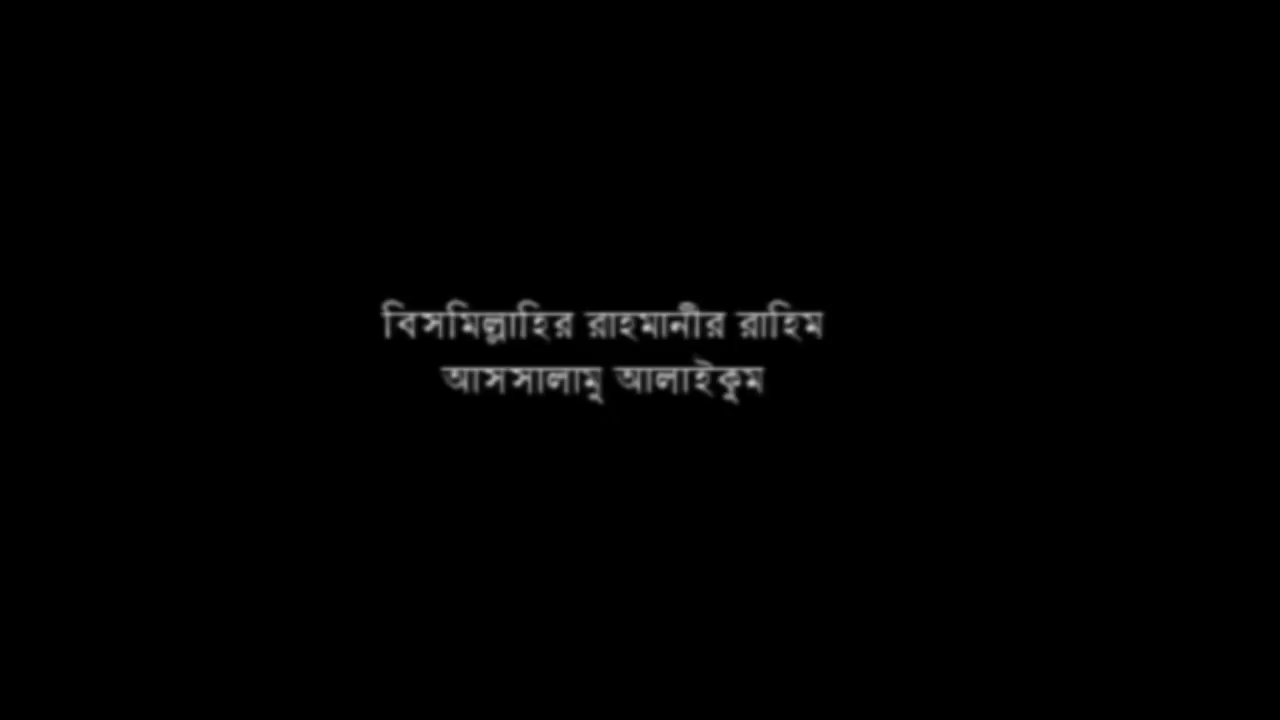 বিসমিল্লাহির রাহমানীর রাহিম
আসসালামু আলাইকুম